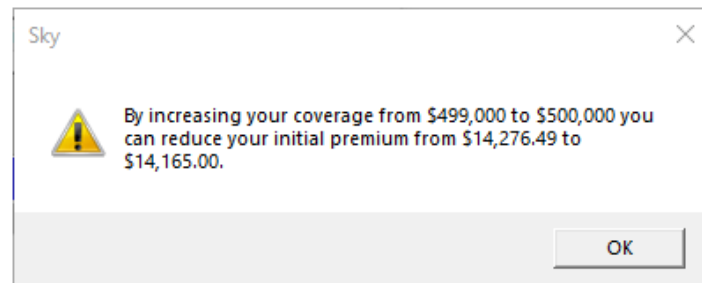 Sky
By increasing your coverage from $499,000 to $500,000 you
can reduce your initial premium from $14,276.49 to
$14,165.00.
OK